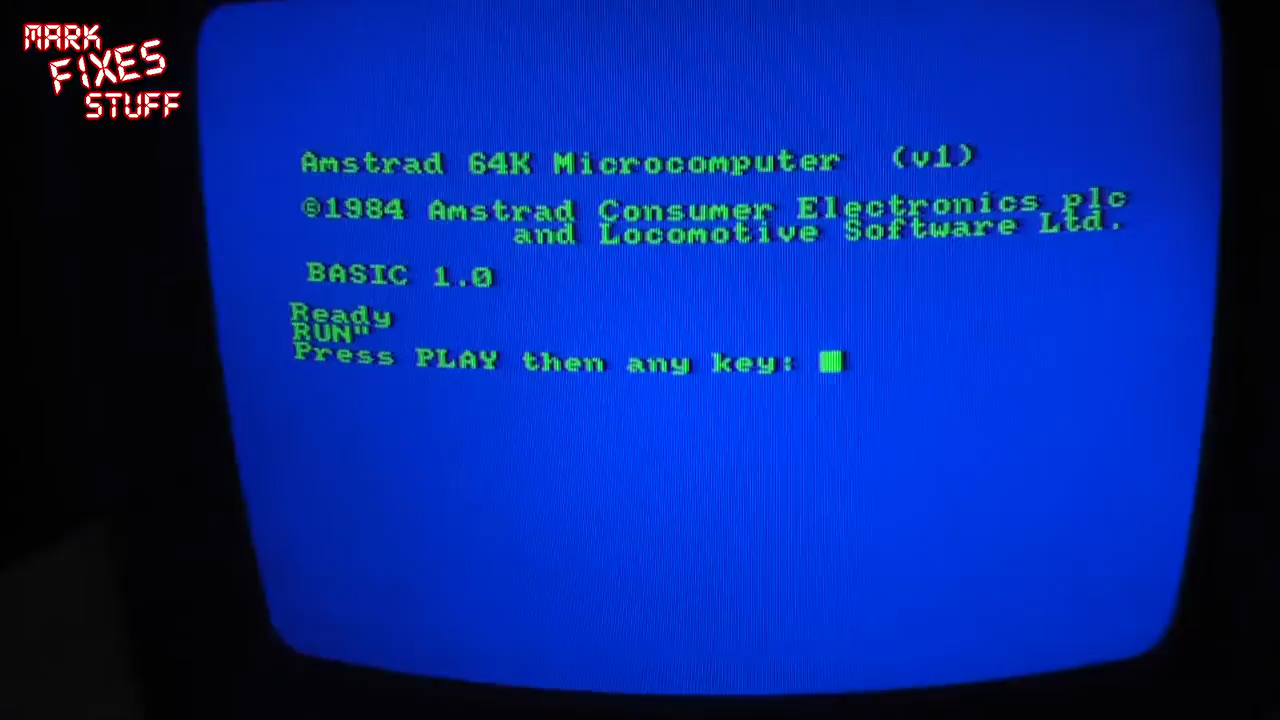 MARK
FIXES
STUFF
Amstrad 64K Microcomputer (v1)
©1984 Amstrad Consumer Electronics plc
and Locomotive Software Ltd.
BASIC 1.0
Ready
RUN"
Press PLAY then any key: